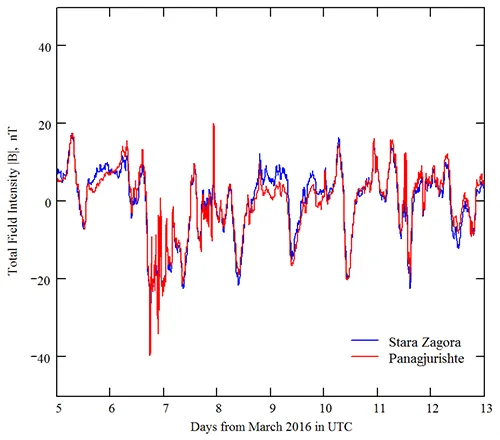 Total Field Intensity |B|, nT
40
20
0
−20
−40
Stara Zagora
Panagjurishte
5 6 7 8 9 10 11 12 13
Days from March 2016 in UTC